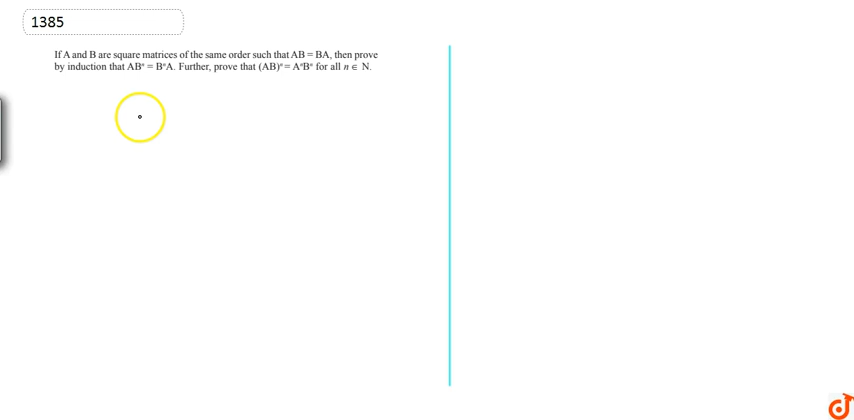 1385
If A and B are square matrices of the same order such that AB = BA, then prove
by induction that ABⁿ = BⁿA. Further, prove that (AB)ⁿ = AⁿBⁿ for all n ∈ N.